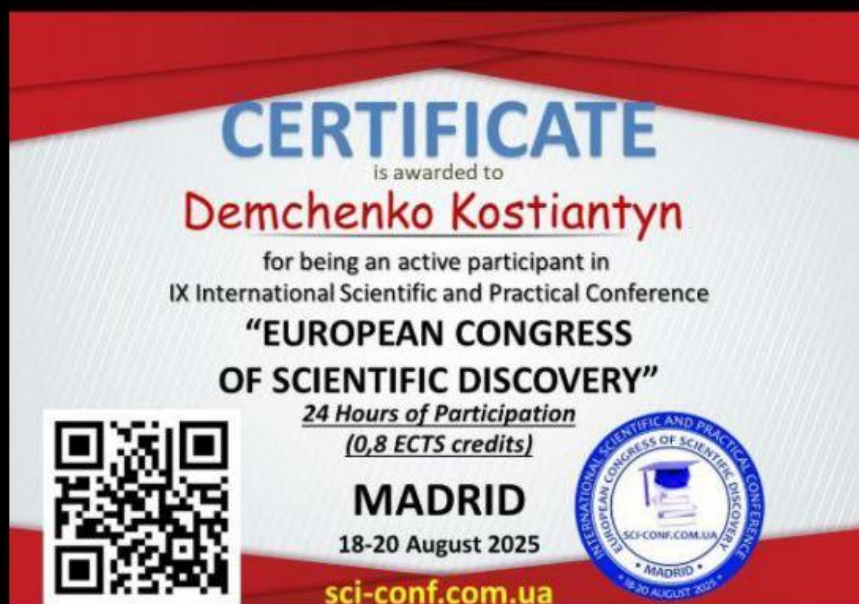 CERTIFICATE
is awarded to
Demchenko Kostiantyn
for being an active participant in
IX International Scientific and Practical Conference
“EUROPEAN CONGRESS
OF SCIENTIFIC DISCOVERY”
24 Hours of Participation
(0,8 ECTS credits)
MADRID
18-20 August 2025
sci-conf.com.ua
INTERNATIONAL SCIENTIFIC AND PRACTICAL CONFERENCE
EUROPEAN CONGRESS OF SCIENTIFIC DISCOVERY
SCI-CONF.COM.UA
• MADRID •
• 18-20 AUGUST 2025 •